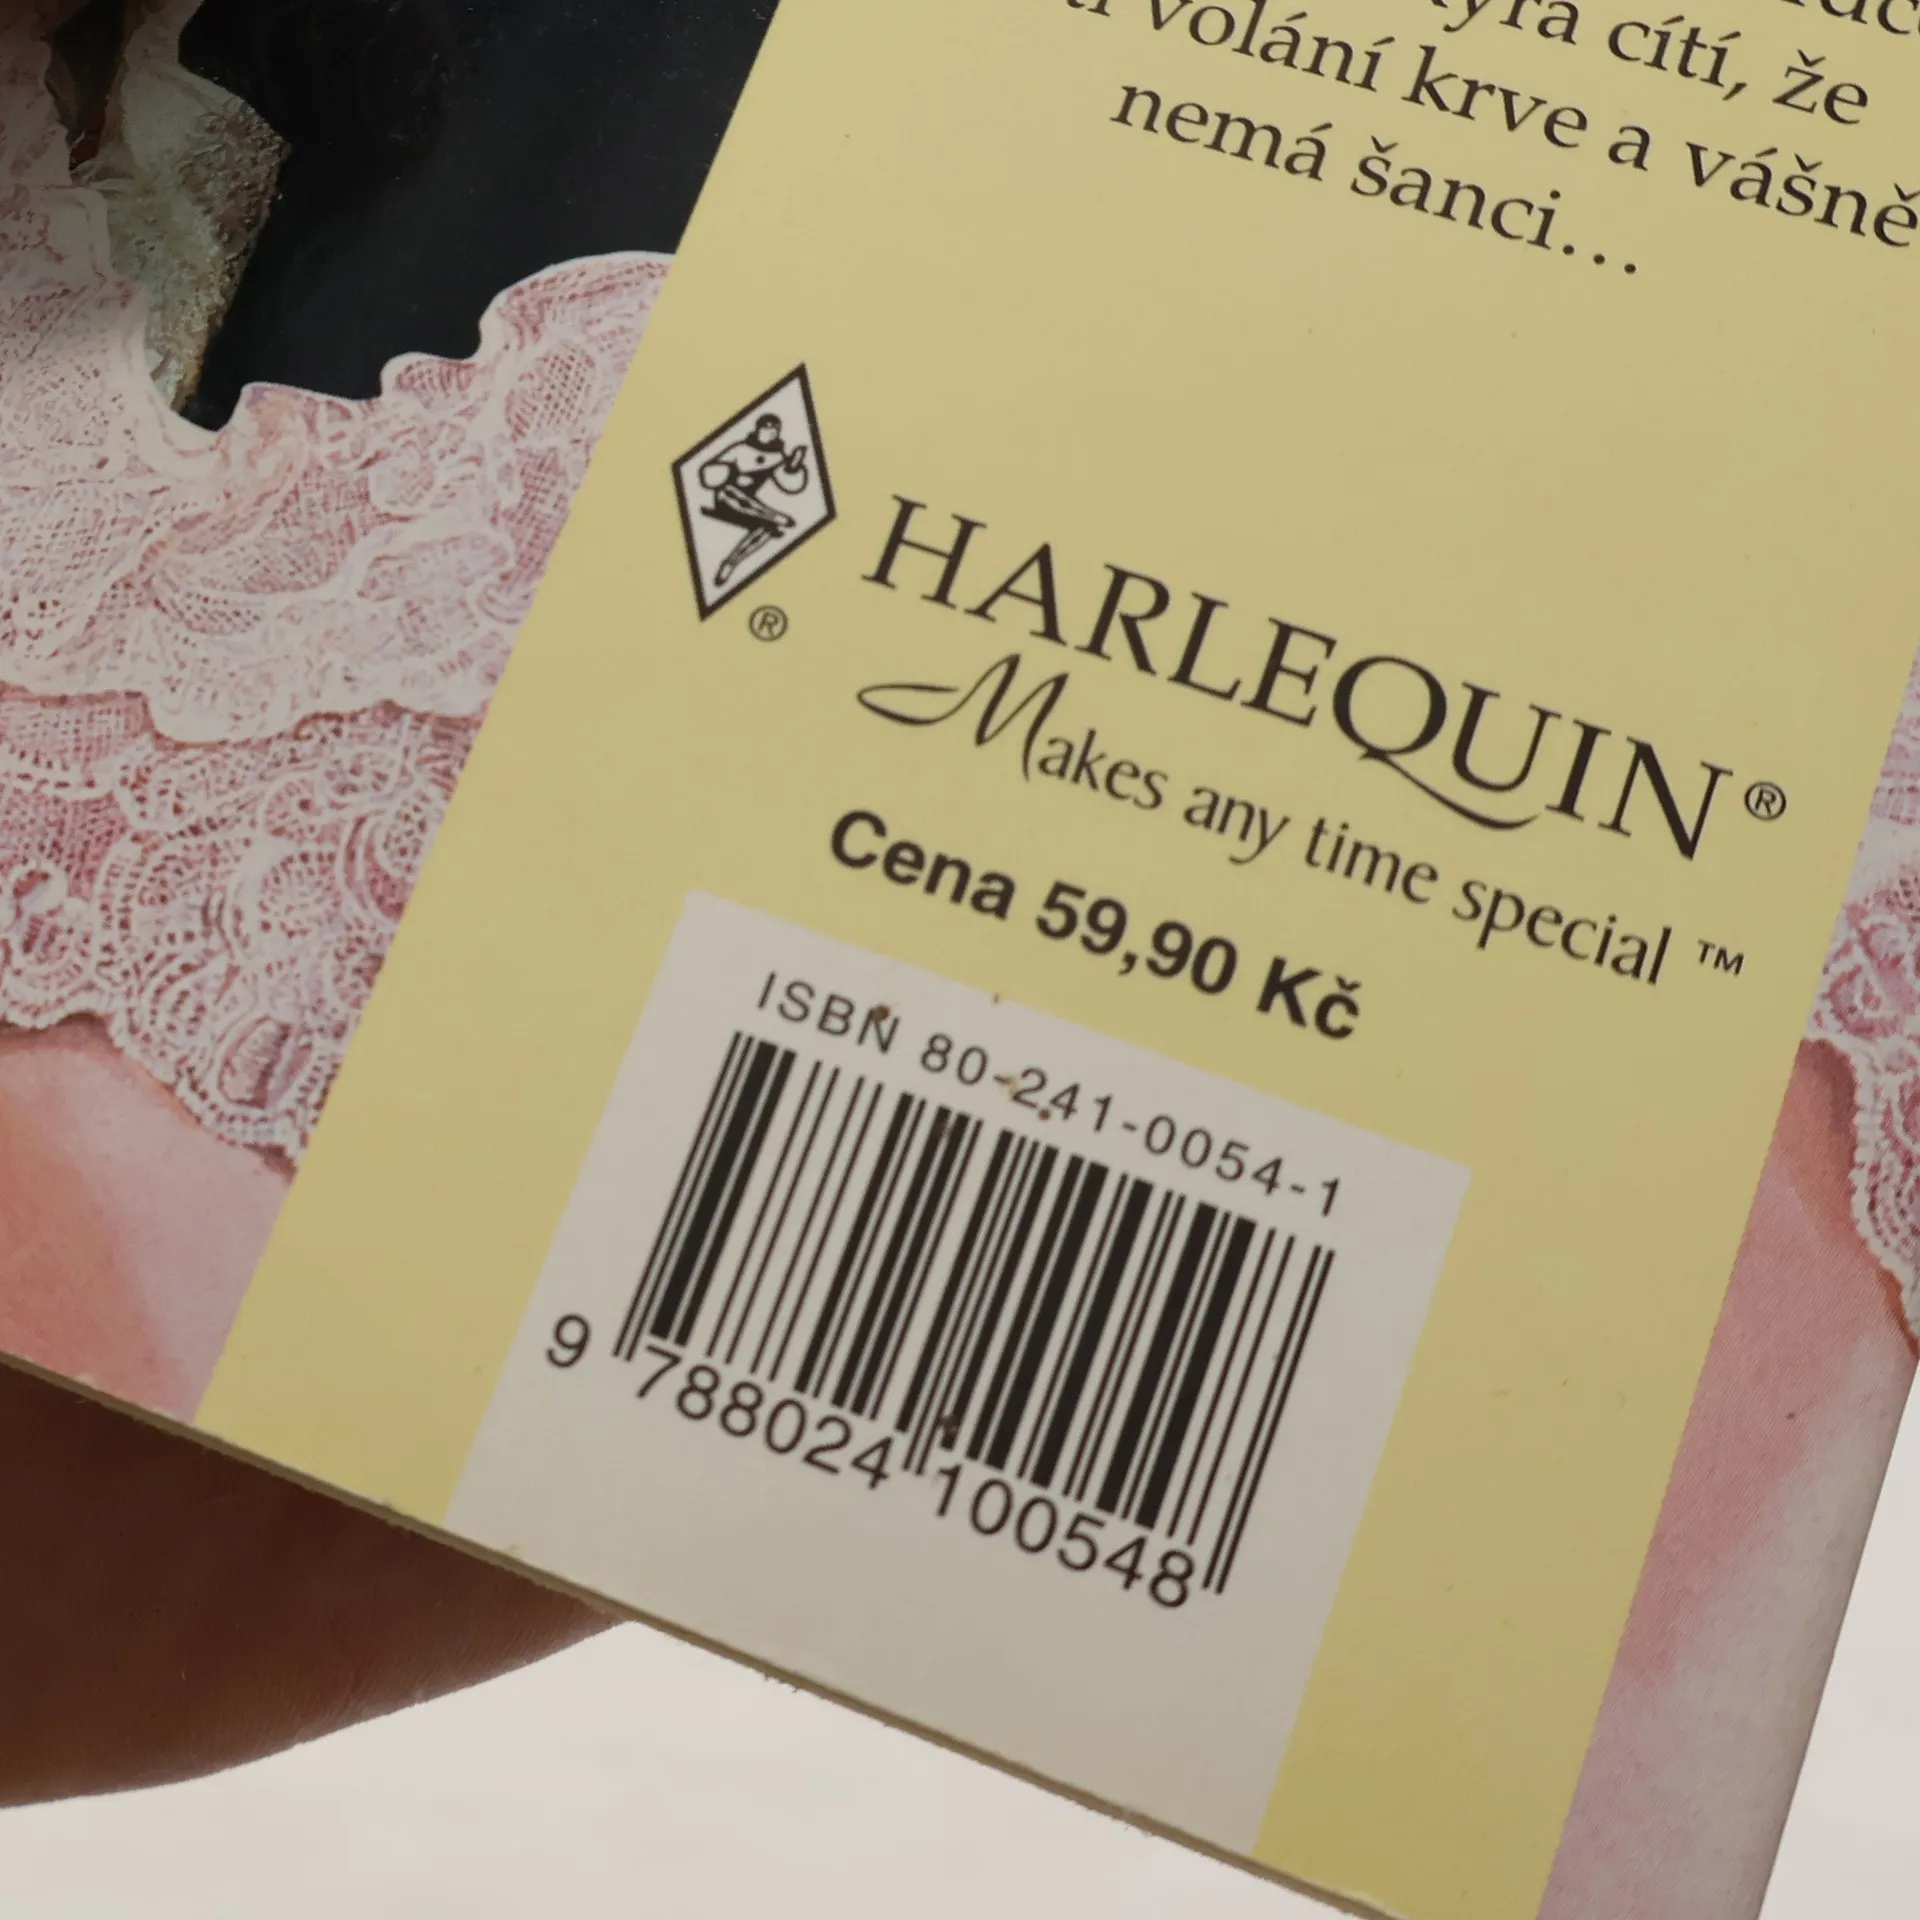 cítí, že
volání krve a vášně
nemá šanci...
®
HARLEQUIN®
Makes any time special™
Cena 59,90 Kč
ISBN 80-241-0054-1
9 788024 100548